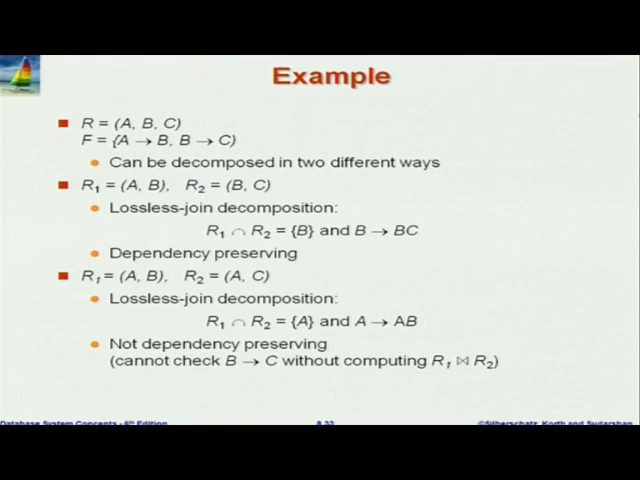 Example
R = (A, B, C)
F = {A → B, B → C)
Can be decomposed in two different ways
R1 = (A, B), R2 = (B, C)
Lossless-join decomposition:
R1 ∩ R2 = {B} and B → BC
Dependency preserving
R1 = (A, B), R2 = (A, C)
Lossless-join decomposition:
R1 ∩ R2 = {A} and A → AB
Not dependency preserving
(cannot check B → C without computing R1 ⋈ R2)
Database System Concepts - 6th Edition
8.33
©Silberschatz, Korth and Sudarshan